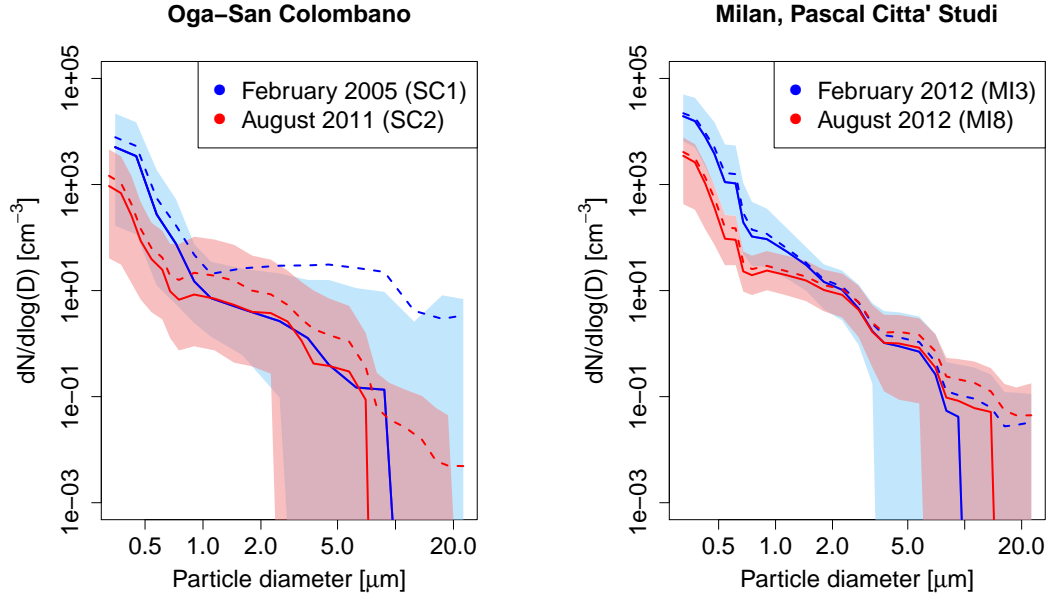 Oga−San Colombano
dN/dlog(D) [cm−3]
1e+05
1e+03
1e+01
1e−01
1e−03
February 2005 (SC1)
August 2011 (SC2)
0.5 1.0 2.0 5.0 20.0
Particle diameter [μm]
Milan, Pascal Citta' Studi
dN/dlog(D) [cm−3]
1e+05
1e+03
1e+01
1e−01
1e−03
February 2012 (MI3)
August 2012 (MI8)
0.5 1.0 2.0 5.0 20.0
Particle diameter [μm]